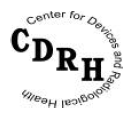 Center for Devices
and Radiological Health
CDRH